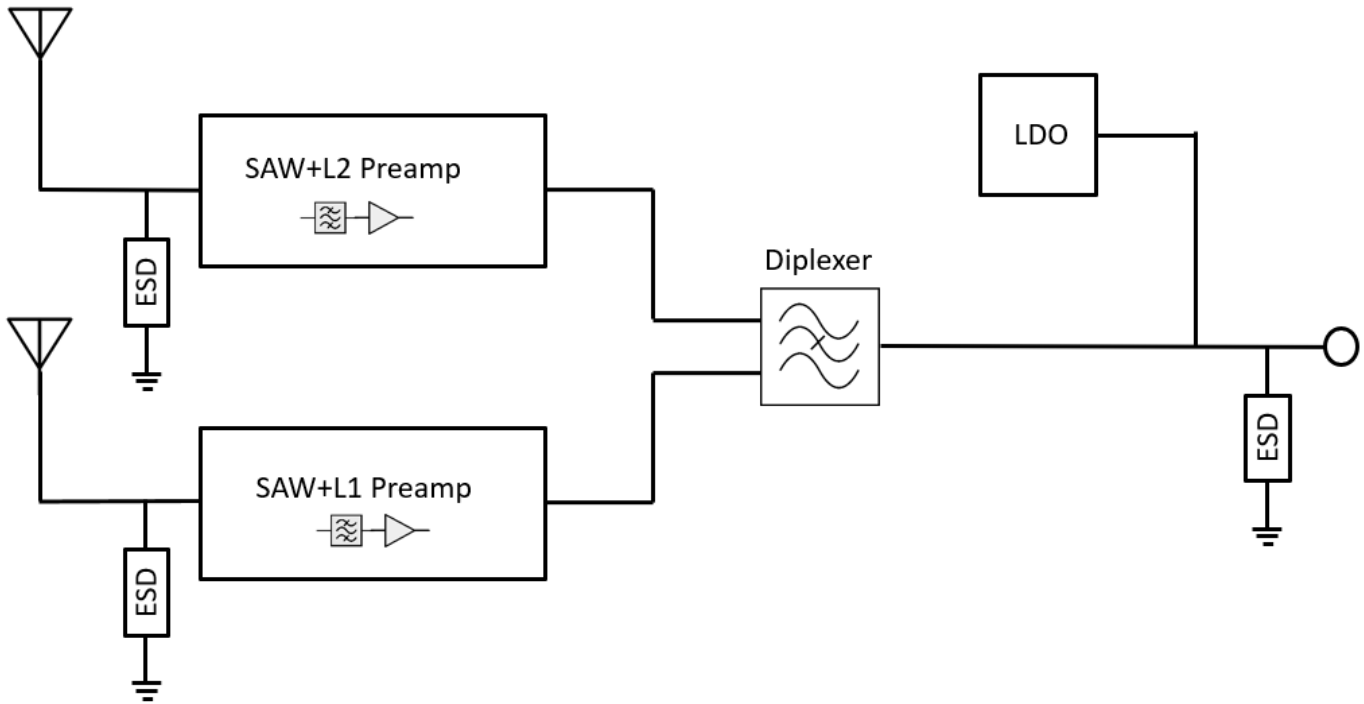 LDO
SAW+L2 Preamp
Diplexer
ESD
ESD
SAW+L1 Preamp
ESD